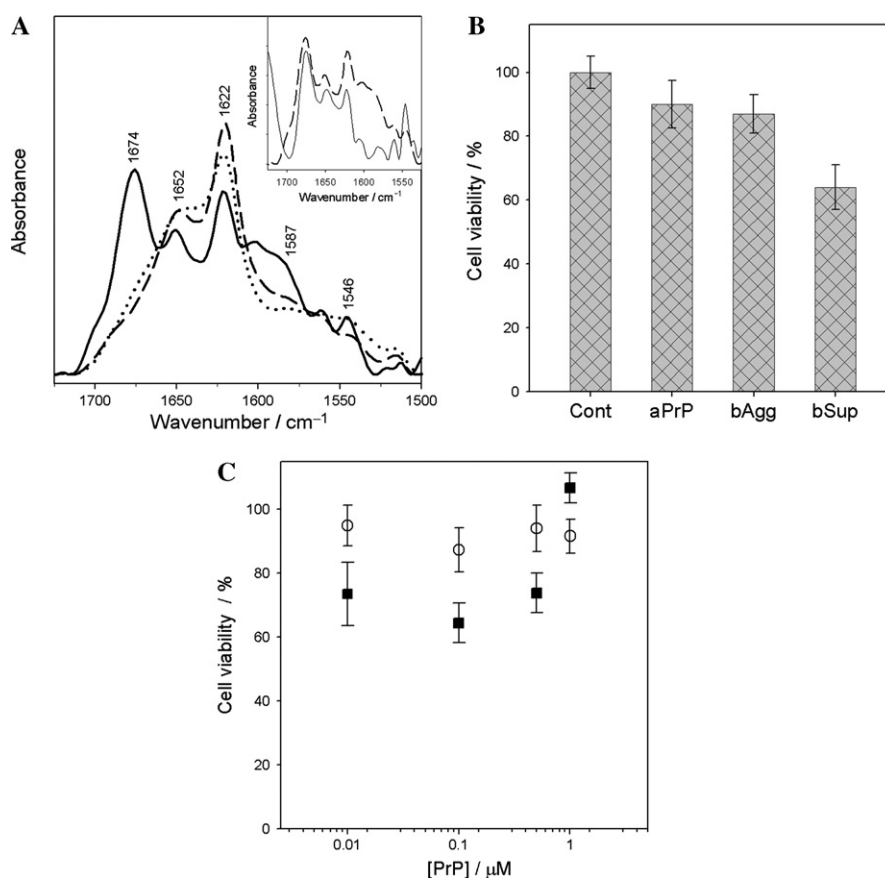 A
Absorbance
1674
1652
1622
1587
1546
1700
1650
1600
1550
1500
Wavenumber / cm⁻¹
Absorbance
1700
1650
1600
1550
Wavenumber / cm⁻¹
B
Cell viability / %
100
80
60
40
20
0
Cont
aPrP
bAgg
bSup
C
Cell viability / %
100
80
60
40
20
0
0.01
0.1
1
[PrP] / μM